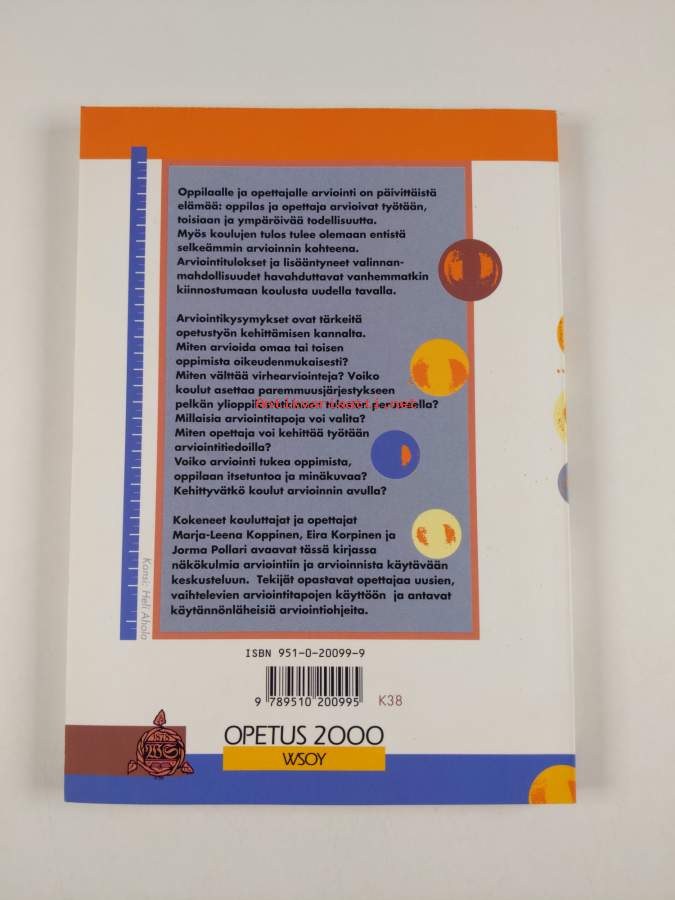 Oppilaalle ja opettajalle arviointi on päivittäistä
elämää: oppilas ja opettaja arvioivat työtään,
toisiaan ja ympäröivää todellisuutta.
Myös koulujen tulos tulee olemaan entistä
selkeämmin arvioinnin kohteena.
Arviointitulokset ja lisääntyneet valinnan-
mahdollisuudet havahduttavat vanhemmatkin
kiinnostumaan koulusta uudella tavalla.
Arviointikysymykset ovat tärkeitä
opetustyön kehittämisen kannalta.
Miten arvioida omaa tai toisen
oppimista oikeudenmukaisesti?
Miten välttää virhearviointeja? Voiko
koulut asettaa paremmuusjärjestykseen
pelkän perusteella?
Antikvariaatti.net
Millaisia arviointitapoja voi valita?
Miten opettaja voi kehittää työtään
arviointitiedoilla?
Voiko arviointi tukea oppimista,
oppilaan itsetuntoa ja minäkuvaa?
Kehittyvätkö koulut arvioinnin avulla?
Kokeneet kouluttajat ja opettajat
Marja-Leena Koppinen, Eira Korpinen ja
Jorma Pollari avaavat tässä kirjassa
näkökulmia arviointiin ja arvioinnista käytävään
keskusteluun. Tekijät opastavat opettajaa uusien,
vaihtelevien arviointitapojen käyttöön ja antavat
käytännönläheisiä arviointiohjeita.
Kansi: Heli Ahola
ISBN 951-0-20099-9
9 789510 200995 K38
WS
OPETUS 2000
WSOY